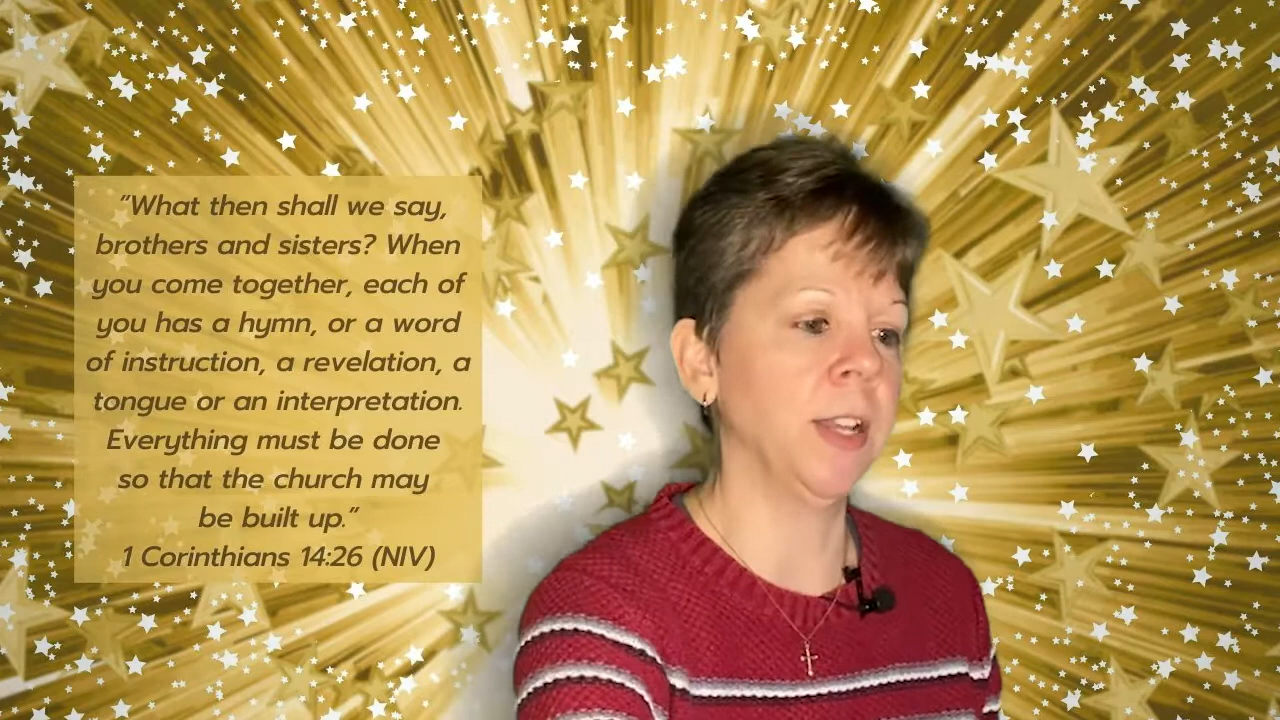 "What then shall we say,
brothers and sisters? When
you come together, each of
you has a hymn, or a word
of instruction, a revelation, a
tongue or an interpretation.
Everything must be done
so that the church may
be built up."
1 Corinthians 14:26 (NIV)